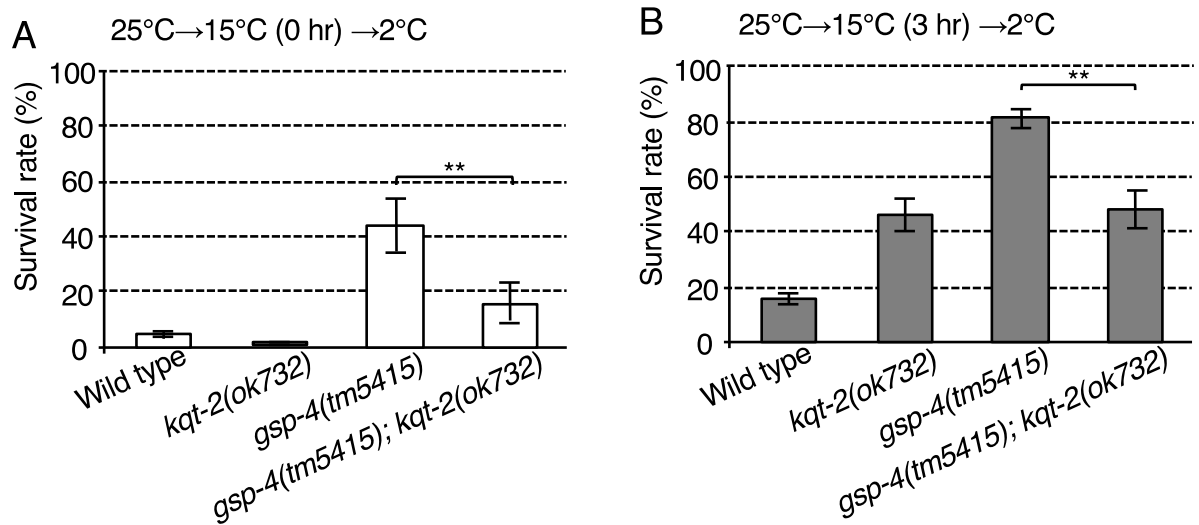 A
25°C→15°C (0 hr) →2°C
Survival rate (%)
100
80
60
40
20
0
**
Wild type
kqt-2(ok732)
gsp-4(tm5415)
gsp-4(tm5415); kqt-2(ok732)
B
25°C→15°C (3 hr) →2°C
Survival rate (%)
100
80
60
40
20
0
**
Wild type
kqt-2(ok732)
gsp-4(tm5415)
gsp-4(tm5415); kqt-2(ok732)